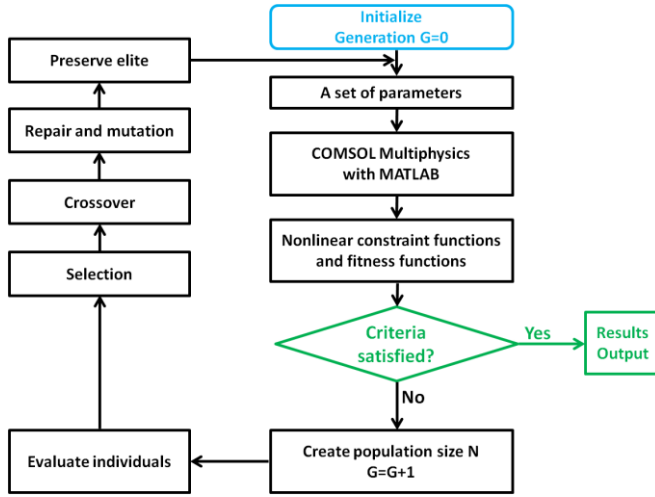 Initialize
Generation G=0
Preserve elite
A set of parameters
Repair and mutation
COMSOL Multiphysics
with MATLAB
Crossover
Nonlinear constraint functions
and fitness functions
Selection
Criteria
satisfied?
Yes
Results
Output
No
Evaluate individuals
Create population size N
G=G+1